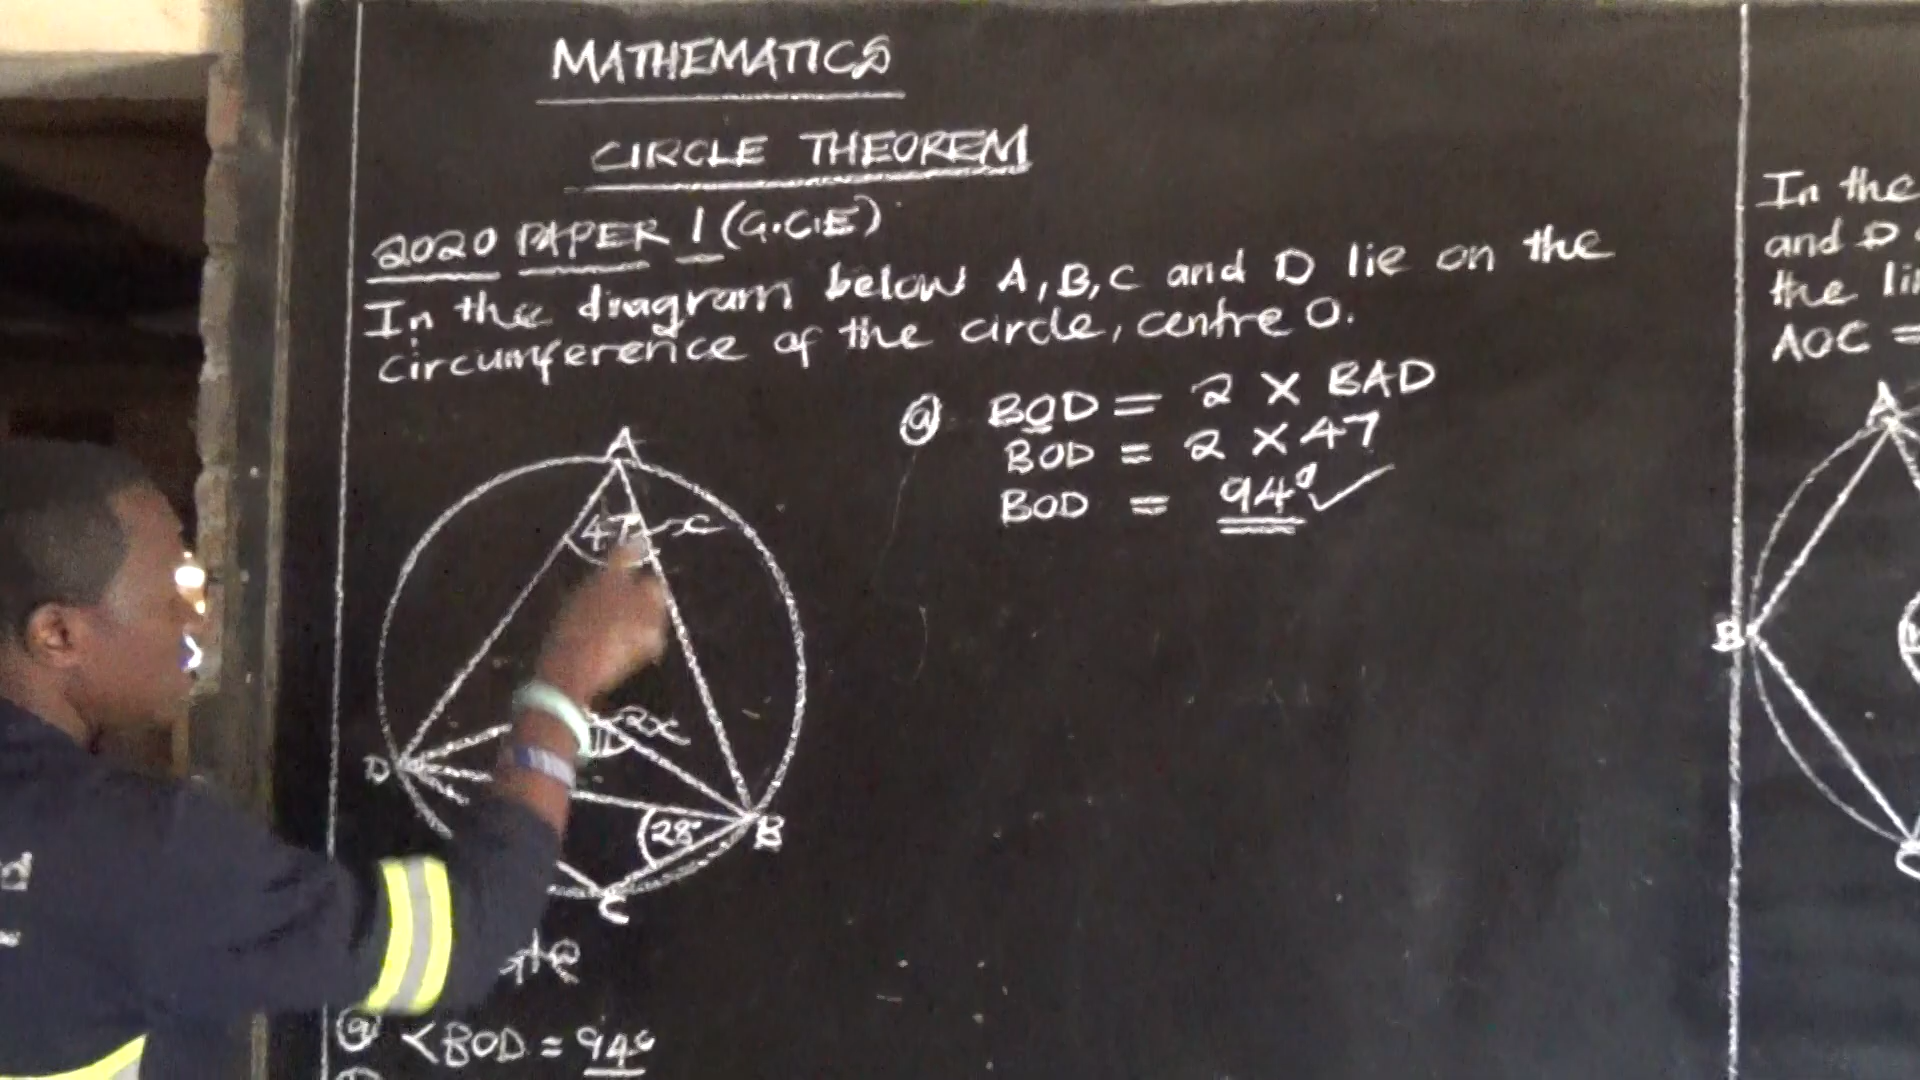 MATHEMATICS
CIRCLE THEOREM
2020 PAPER 1 (G.C.E)
In the diagram below A, B, C and D lie on the
circumference of the circle, centre O.
(a) BOD = 2 X BAD
BOD = 2 X 47
BOD = 94° ✓
A
47
x
2x
D
28°
B
C
(a) <BOD = 94°
In the
and D
the
AOC =
A
B